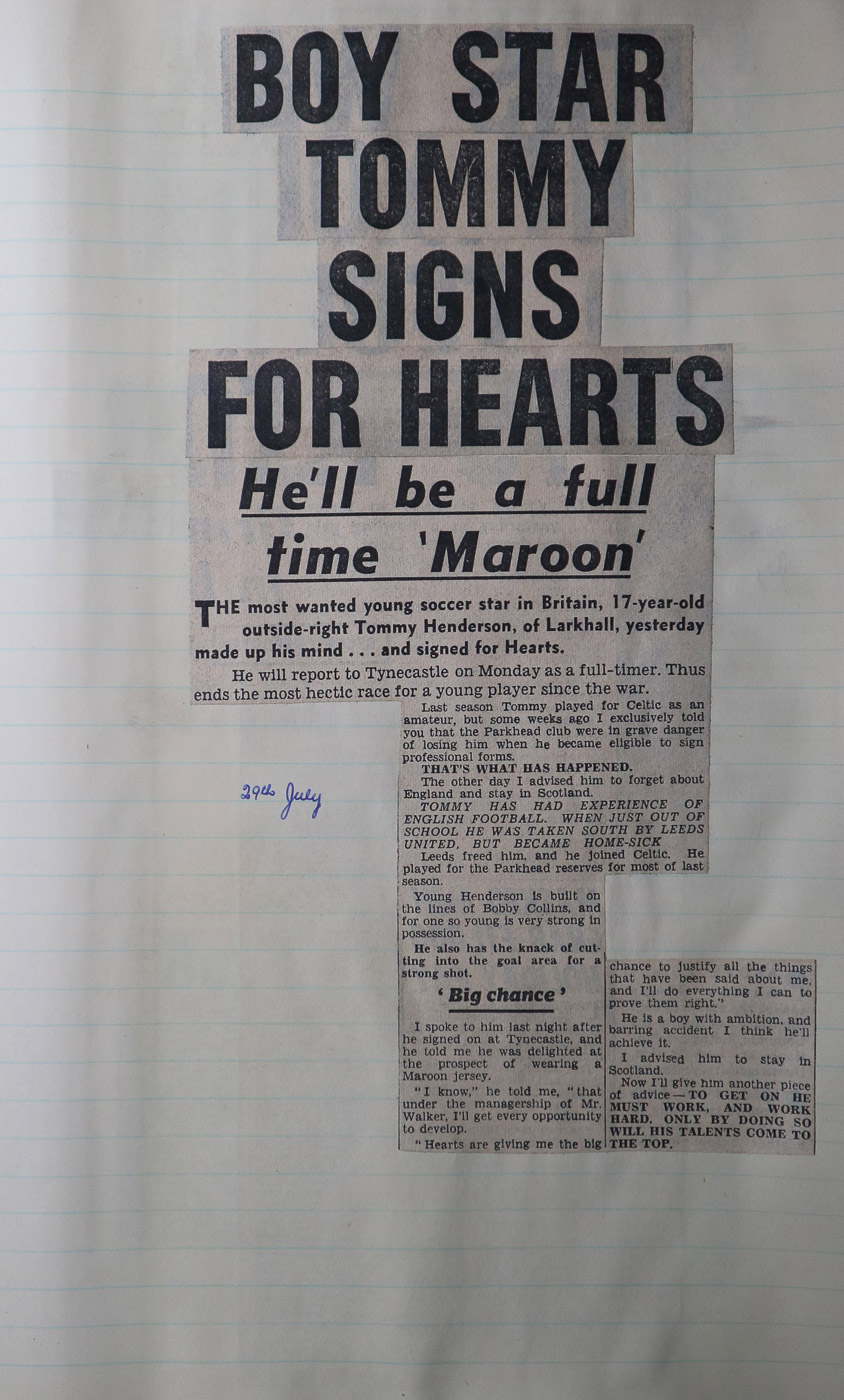 BOY STAR
TOMMY
SIGNS
FOR HEARTS
He'll be a full
time 'Maroon'
THE most wanted young soccer star in Britain, 17-year-old
outside-right Tommy Henderson, of Larkhall, yesterday
made up his mind . . . and signed for Hearts.
He will report to Tynecastle on Monday as a full-timer. Thus
ends the most hectic race for a young player since the war.
Last season Tommy played for Celtic as an
amateur, but some weeks ago I exclusively told
you that the Parkhead club were in grave danger
of losing him when he became eligible to sign
professional forms.
THAT'S WHAT HAS HAPPENED.
The other day I advised him to forget about
England and stay in Scotland.
TOMMY HAS HAD EXPERIENCE OF
ENGLISH FOOTBALL. WHEN JUST OUT OF
SCHOOL HE WAS TAKEN SOUTH BY LEEDS
UNITED, BUT BECAME HOME-SICK
Leeds freed him, and he joined Celtic. He
played for the Parkhead reserves for most of last
season.
29th July
Young Henderson is built on
the lines of Bobby Collins, and
for one so young is very strong in
possession.
He also has the knack of cut-
ting into the goal area for a
strong shot.
‘ Big chance ’
I spoke to him last night after
he signed on at Tynecastle, and
he told me he was delighted at
the prospect of wearing a
Maroon jersey.
"I know," he told me, "that
under the managership of Mr.
Walker, I'll get every opportunity
to develop.
"Hearts are giving me the big
chance to justify all the things
that have been said about me,
and I'll do everything I can to
prove them right."
He is a boy with ambition, and
barring accident I think he'll
achieve it.
I advised him to stay in
Scotland.
Now I'll give him another piece
of advice—TO GET ON HE
MUST WORK, AND WORK
HARD. ONLY BY DOING SO
WILL HIS TALENTS COME TO
THE TOP.